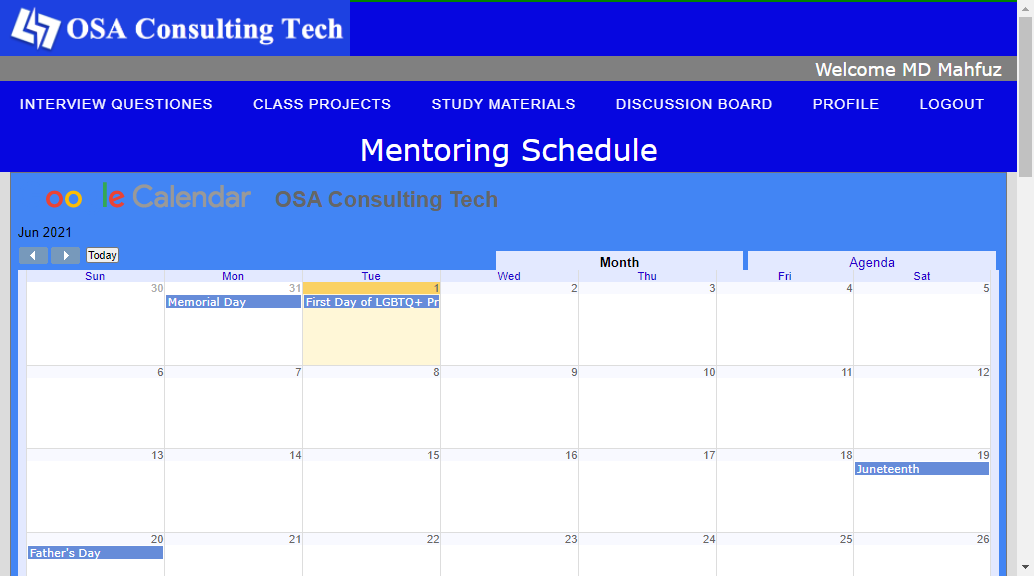 OSA Consulting Tech
Welcome MD Mahfuz
INTERVIEW QUESTIONES CLASS PROJECTS STUDY MATERIALS DISCUSSION BOARD PROFILE LOGOUT
Mentoring Schedule
oo le Calendar OSA Consulting Tech
Jun 2021
Today
Month Agenda
Sun Mon Tue Wed Thu Fri Sat
30 31 1 2 3 4 5
Memorial Day First Day of LGBTQ+ Pr
6 7 8 9 10 11 12
13 14 15 16 17 18 19
Juneteenth
20 21 22 23 24 25 26
Father's Day